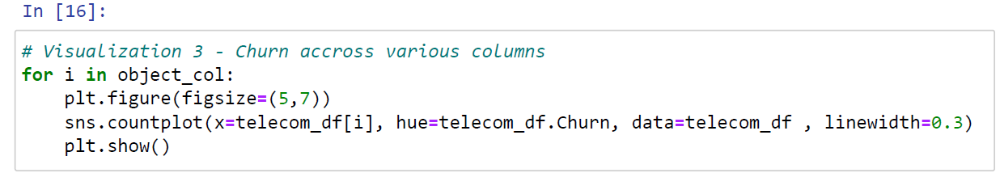 In [16]:
# Visualization 3 - Churn accross various columns
for i in object_col:
    plt.figure(figsize=(5,7))
    sns.countplot(x=telecom_df[i], hue=telecom_df.Churn, data=telecom_df , linewidth=0.3)
    plt.show()